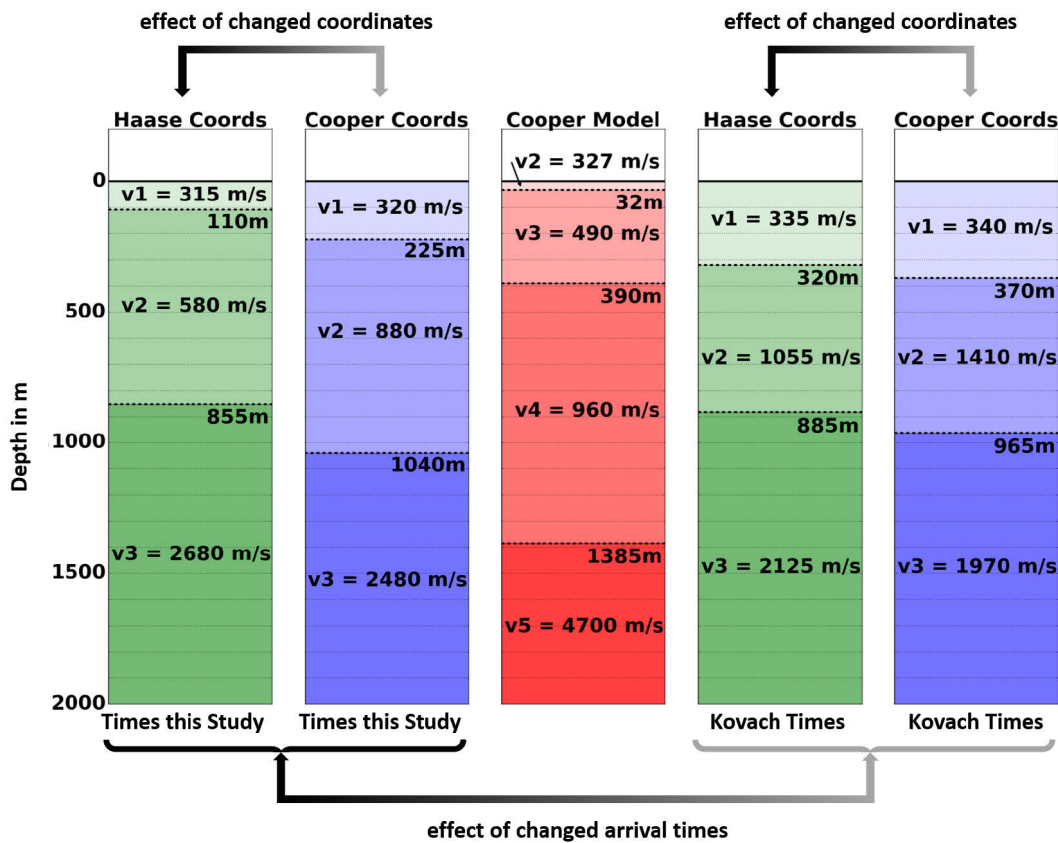 effect of changed coordinates
effect of changed coordinates
Haase Coords
Cooper Coords
Cooper Model
Haase Coords
Cooper Coords
Depth in m
0
500
1000
1500
2000
v1 = 315 m/s
110m
v2 = 580 m/s
855m
v3 = 2680 m/s
v1 = 320 m/s
225m
v2 = 880 m/s
1040m
v3 = 2480 m/s
v2 = 327 m/s
32m
v3 = 490 m/s
390m
v4 = 960 m/s
1385m
v5 = 4700 m/s
v1 = 335 m/s
320m
v2 = 1055 m/s
885m
v3 = 2125 m/s
v1 = 340 m/s
370m
v2 = 1410 m/s
965m
v3 = 1970 m/s
Times this Study
Times this Study
Kovach Times
Kovach Times
effect of changed arrival times